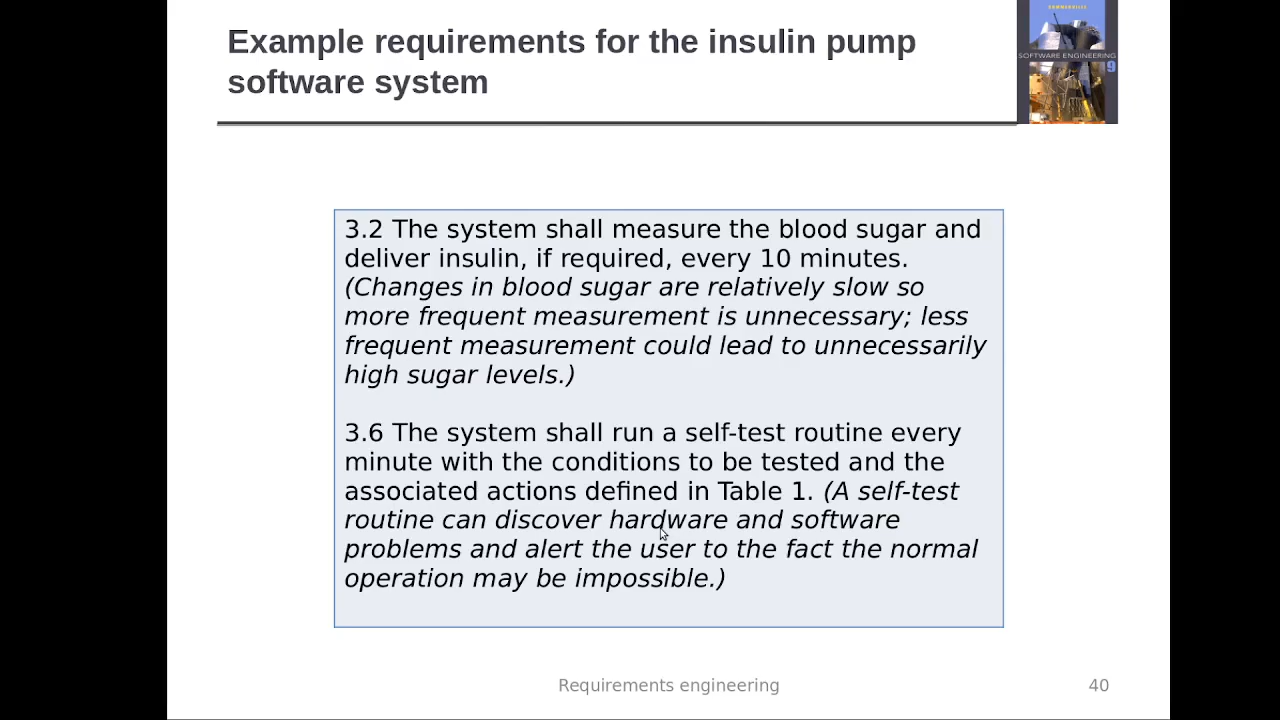 Example requirements for the insulin pump
software system
SOFTWARE ENGINEERING
9
3.2 The system shall measure the blood sugar and
deliver insulin, if required, every 10 minutes.
(Changes in blood sugar are relatively slow so
more frequent measurement is unnecessary; less
frequent measurement could lead to unnecessarily
high sugar levels.)
3.6 The system shall run a self-test routine every
minute with the conditions to be tested and the
associated actions defined in Table 1. (A self-test
routine can discover hardware and software
problems and alert the user to the fact the normal
operation may be impossible.)
Requirements engineering
40